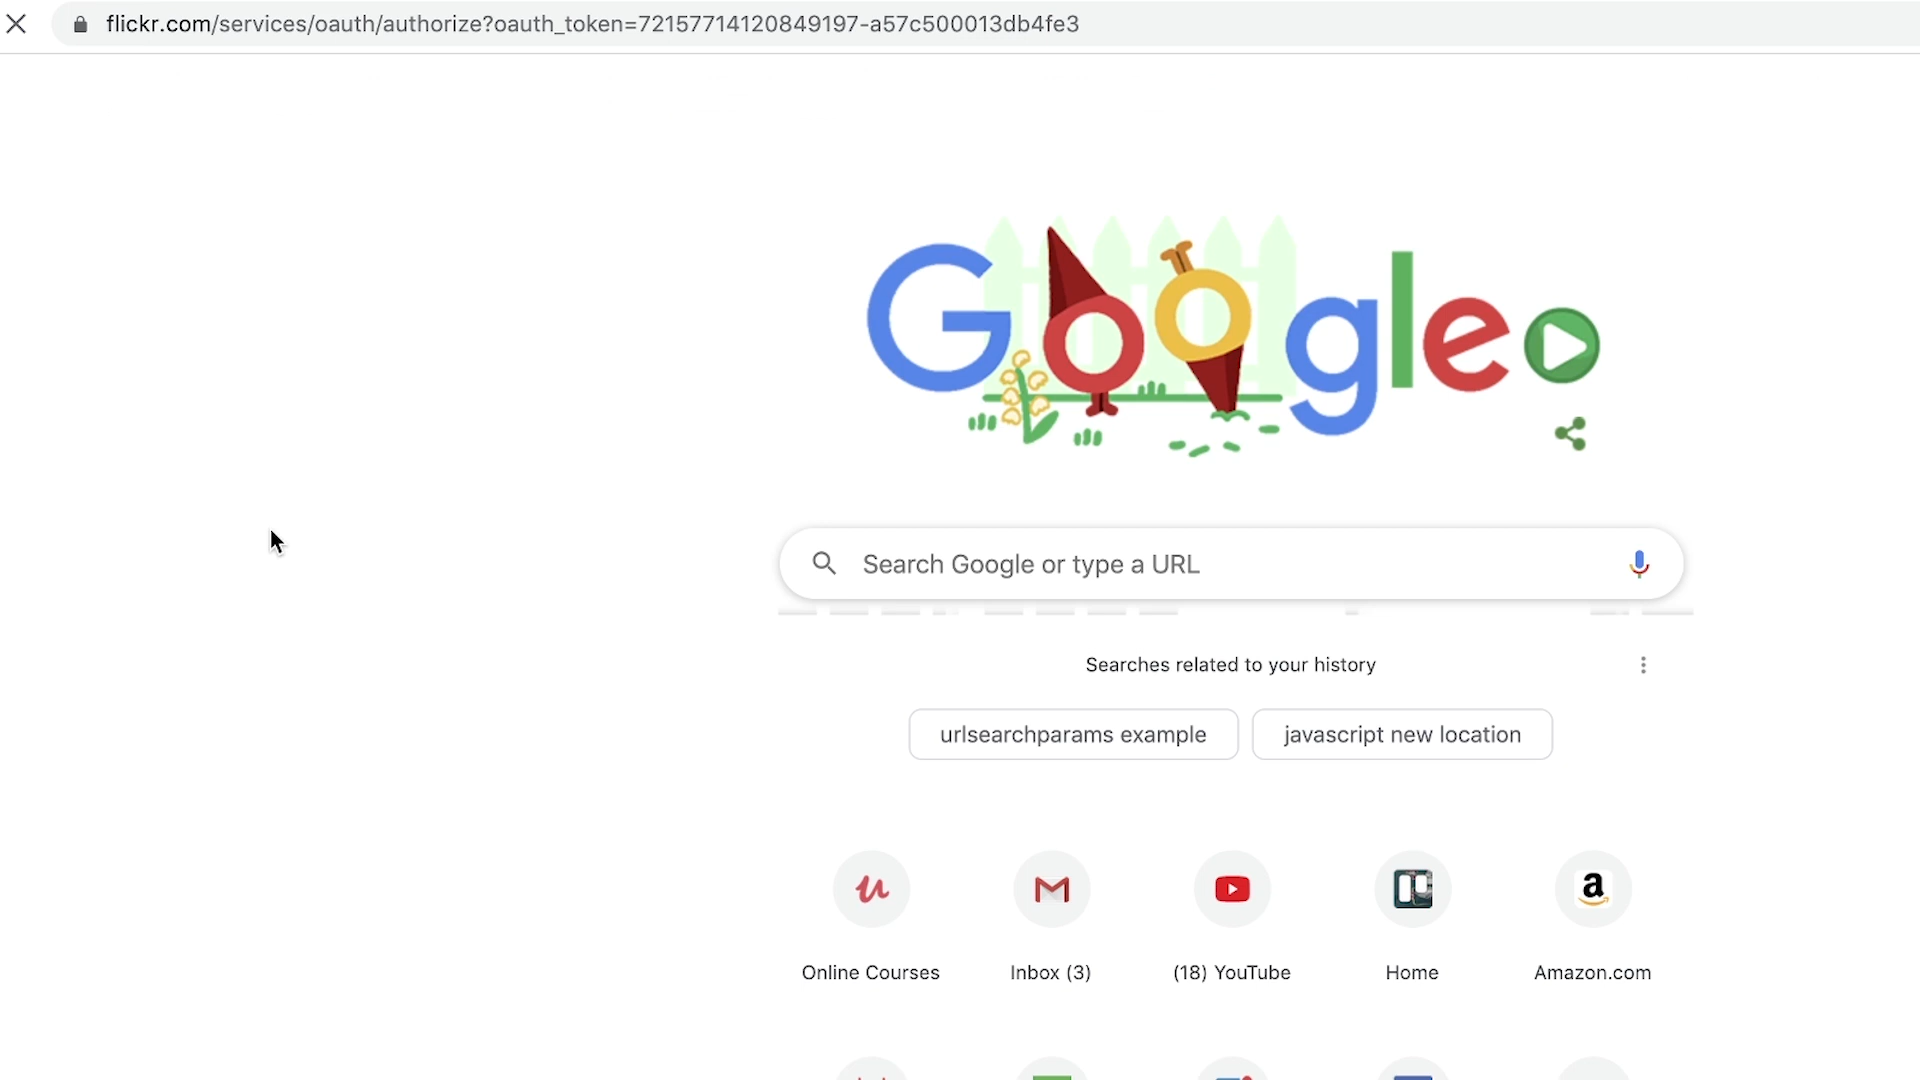 flickr.com/services/oauth/authorize?oauth_token=72157714120849197-a57c500013db4fe3
Google
Search Google or type a URL
Searches related to your history
urlsearchparams example
javascript new location
Online Courses
Inbox (3)
(18) YouTube
Home
Amazon.com